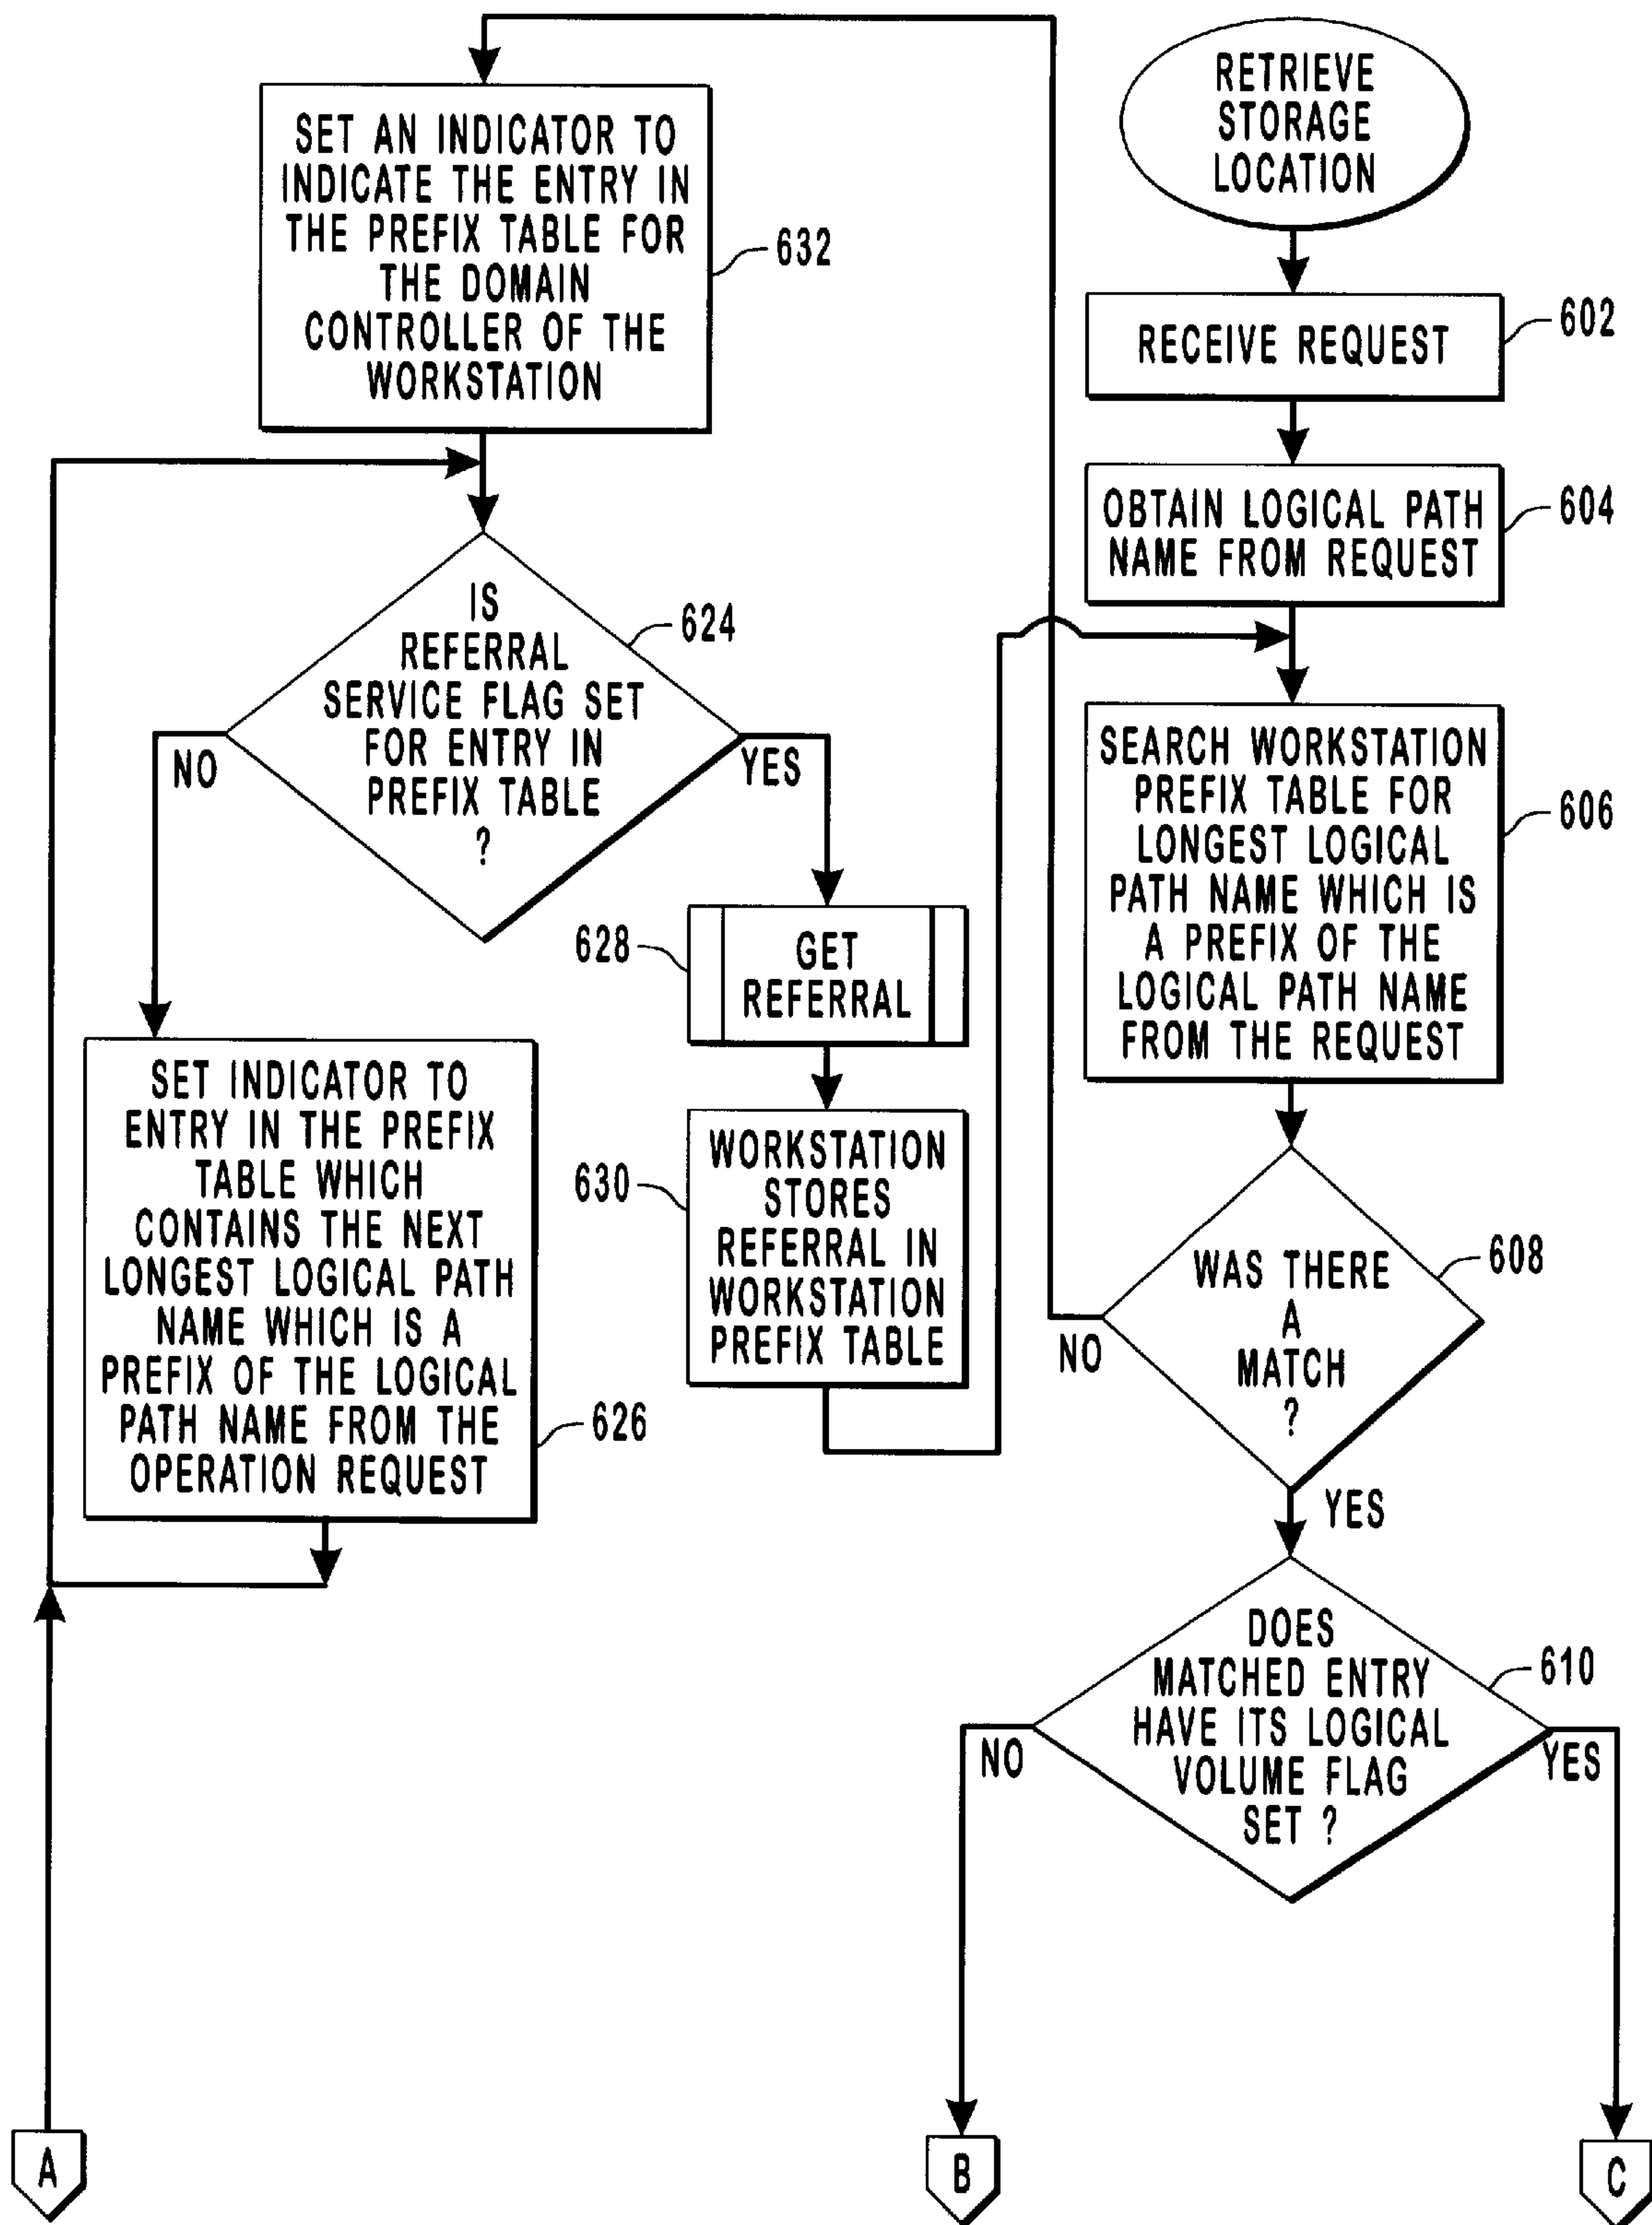 RETRIEVE
STORAGE
LOCATION
RECEIVE REQUEST
602
OBTAIN LOGICAL PATH
NAME FROM REQUEST
604
SEARCH WORKSTATION
PREFIX TABLE FOR
LONGEST LOGICAL
PATH NAME WHICH IS
A PREFIX OF THE
LOGICAL PATH NAME
FROM THE REQUEST
606
WAS THERE
A
MATCH
?
608
NO
YES
DOES
MATCHED ENTRY
HAVE ITS LOGICAL
VOLUME FLAG
SET ?
610
NO
YES
B
C
SET AN INDICATOR TO
INDICATE THE ENTRY IN
THE PREFIX TABLE FOR
THE DOMAIN
CONTROLLER OF THE
WORKSTATION
632
IS
REFERRAL
SERVICE FLAG SET
FOR ENTRY IN
PREFIX TABLE
?
624
NO
YES
GET
REFERRAL
628
WORKSTATION
STORES
REFERRAL IN
WORKSTATION
PREFIX TABLE
630
SET INDICATOR TO
ENTRY IN THE PREFIX
TABLE WHICH
CONTAINS THE NEXT
LONGEST LOGICAL PATH
NAME WHICH IS A
PREFIX OF THE LOGICAL
PATH NAME FROM THE
OPERATION REQUEST
626
A